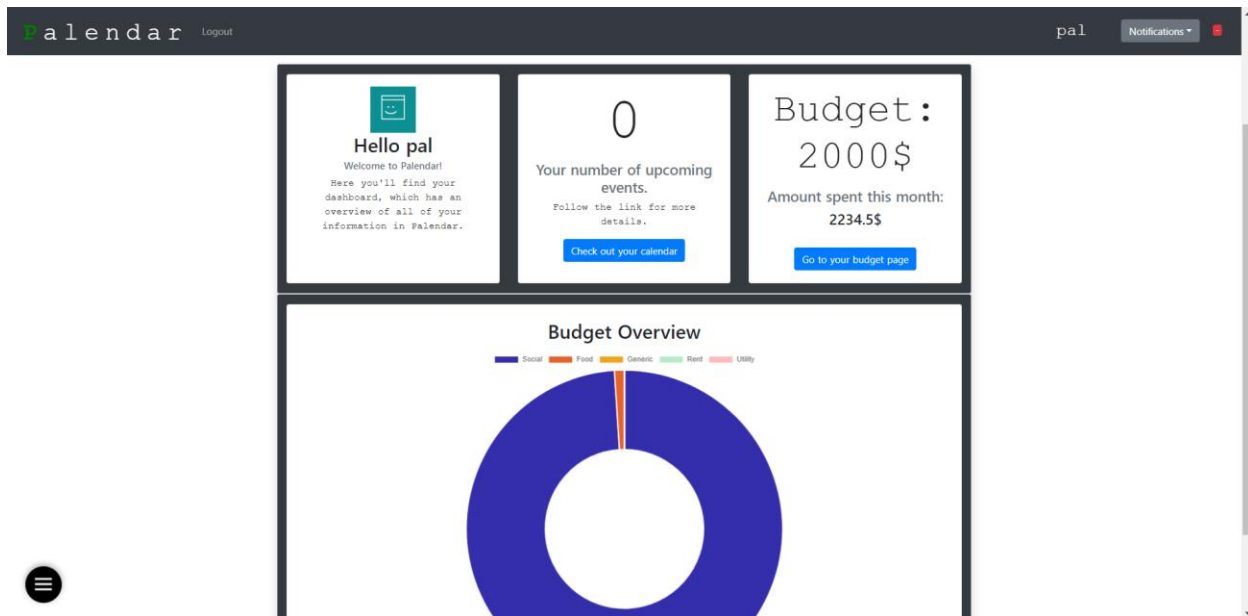 Palendar Logout pal Notifications
Hello pal
Welcome to Palendar!
Here you'll find your
dashboard, which has an
overview of all of your
information in Palendar.
0
Your number of upcoming
events.
Follow the link for more
details.
Check out your calendar
Budget:
2000$
Amount spent this month:
2234.5$
Go to your budget page
Budget Overview
Social Food Generic Rent Utility